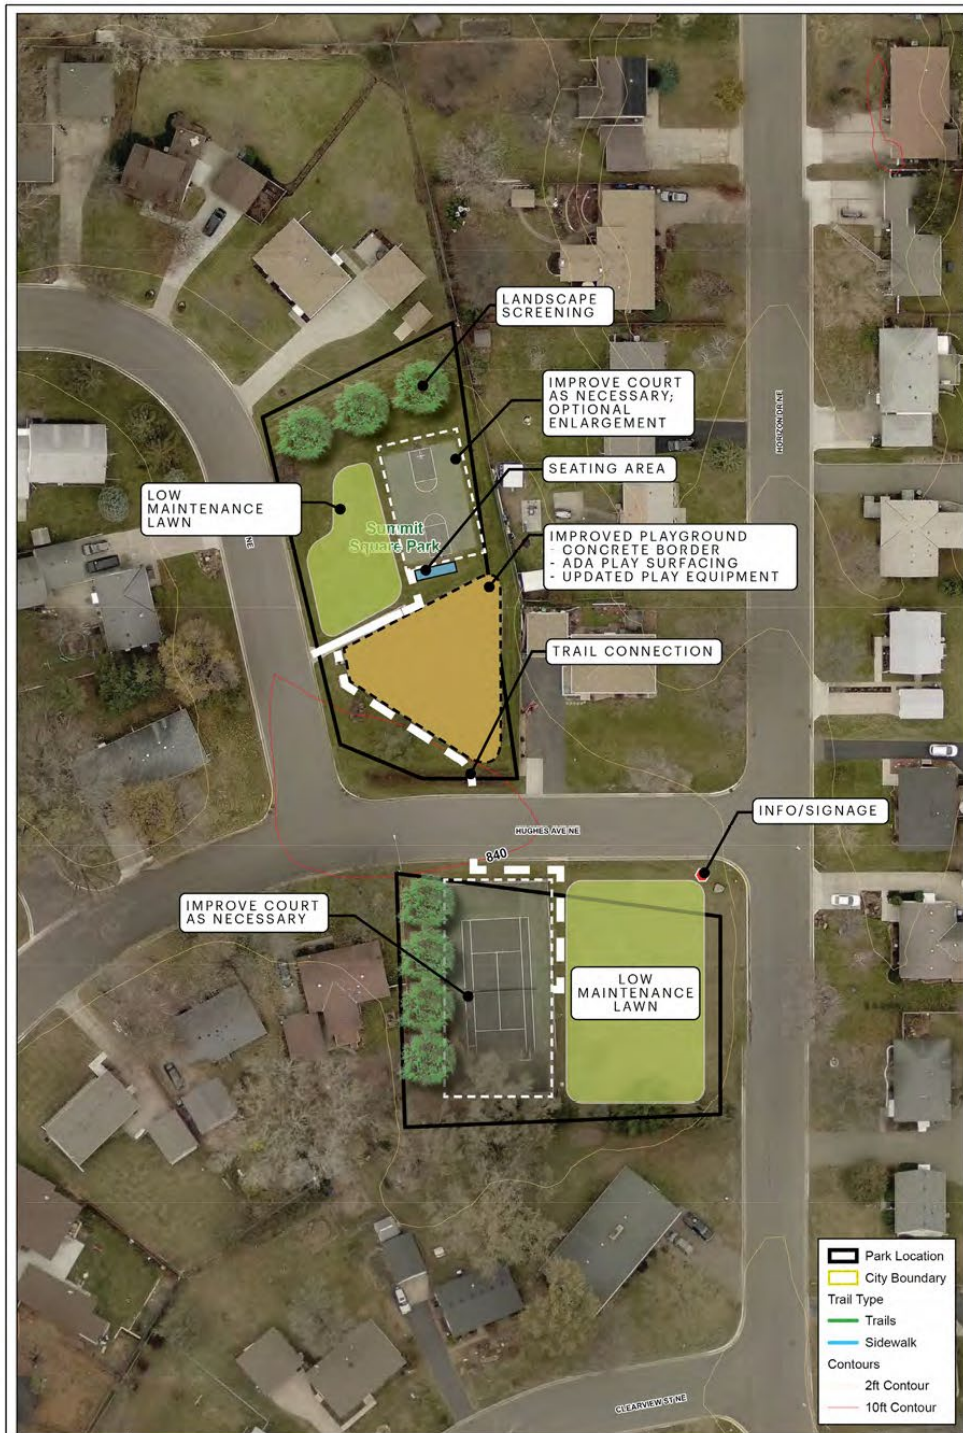 LANDSCAPE
SCREENING
IMPROVE COURT
AS NECESSARY;
OPTIONAL
ENLARGEMENT
HORIZON DR NE
SEATING AREA
LOW
MAINTENANCE
LAWN
Summit
Square Park
NE
IMPROVED PLAYGROUND
- CONCRETE BORDER
- ADA PLAY SURFACING
- UPDATED PLAY EQUIPMENT
TRAIL CONNECTION
INFO/SIGNAGE
HUGHES AVE NE
840
IMPROVE COURT
AS NECESSARY
LOW
MAINTENANCE
LAWN
Park Location
City Boundary
Trail Type
Trails
Sidewalk
Contours
2ft Contour
10ft Contour
CLEARVIEW ST NE